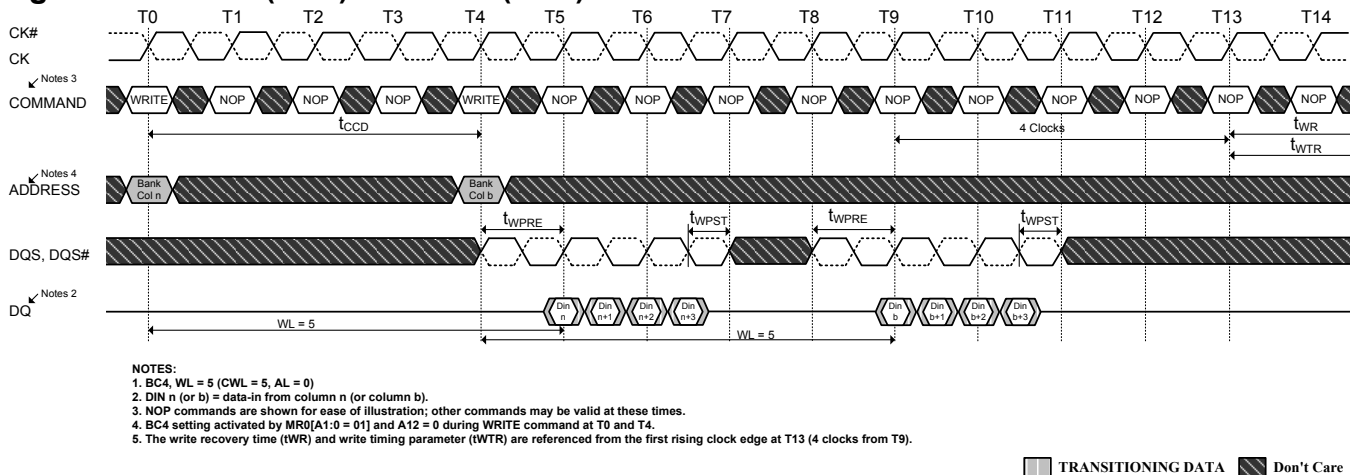 T0 T1 T2 T3 T4 T5 T6 T7 T8 T9 T10 T11 T12 T13 T14
CK#
CK
Notes 3
COMMAND
WRITE NOP NOP NOP WRITE NOP NOP NOP NOP NOP NOP NOP NOP NOP NOP
tCCD
4 Clocks
tWR
tWTR
Notes 4
ADDRESS
Bank Col n
Bank Col b
tWPRE tWPST tWPRE tWPST
DQS, DQS#
Notes 2
DQ
Din n Din n+1 Din n+2 Din n+3 Din b Din b+1 Din b+2 Din b+3
WL = 5
WL = 5
NOTES:
1. BC4, WL = 5 (CWL = 5, AL = 0)
2. DIN n (or b) = data-in from column n (or column b).
3. NOP commands are shown for ease of illustration; other commands may be valid at these times.
4. BC4 setting activated by MR0[A1:0 = 01] and A12 = 0 during WRITE command at T0 and T4.
5. The write recovery time (tWR) and write timing parameter (tWTR) are referenced from the first rising clock edge at T13 (4 clocks from T9).
TRANSITIONING DATA Don't Care